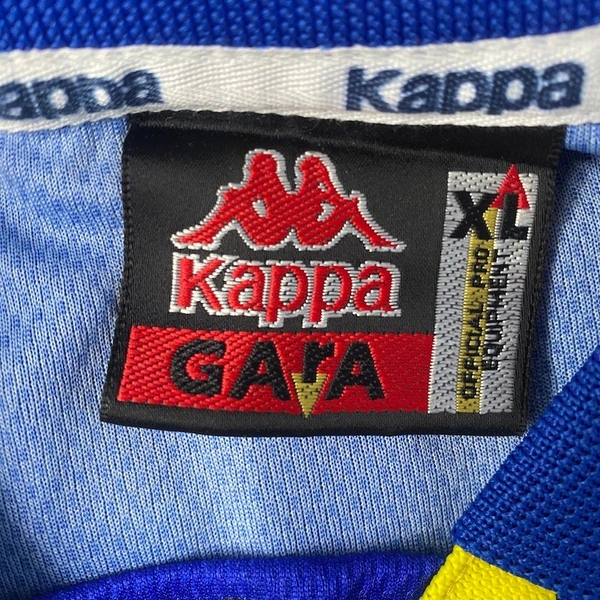 Kappa Kappa
Kappa
GArA
XL
OFFICIAL PRO
EQUIPMENT